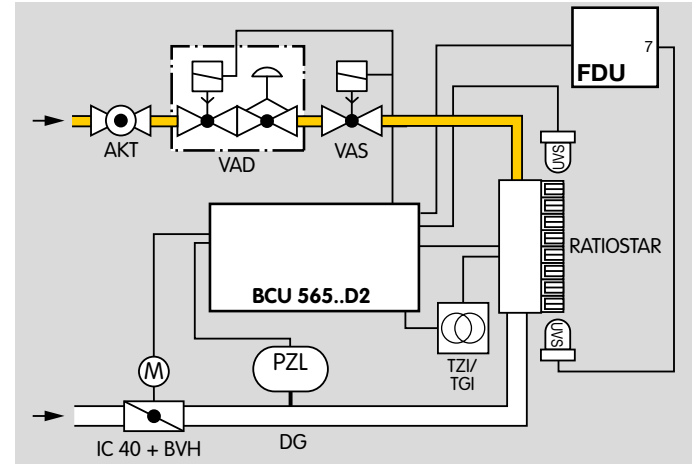 7
FDU
AKT
VAD
VAS
UVS
RATIOSTAR
BCU 565..D2
TZI/
TGI
UVS
PZL
M
IC 40 + BVH
DG